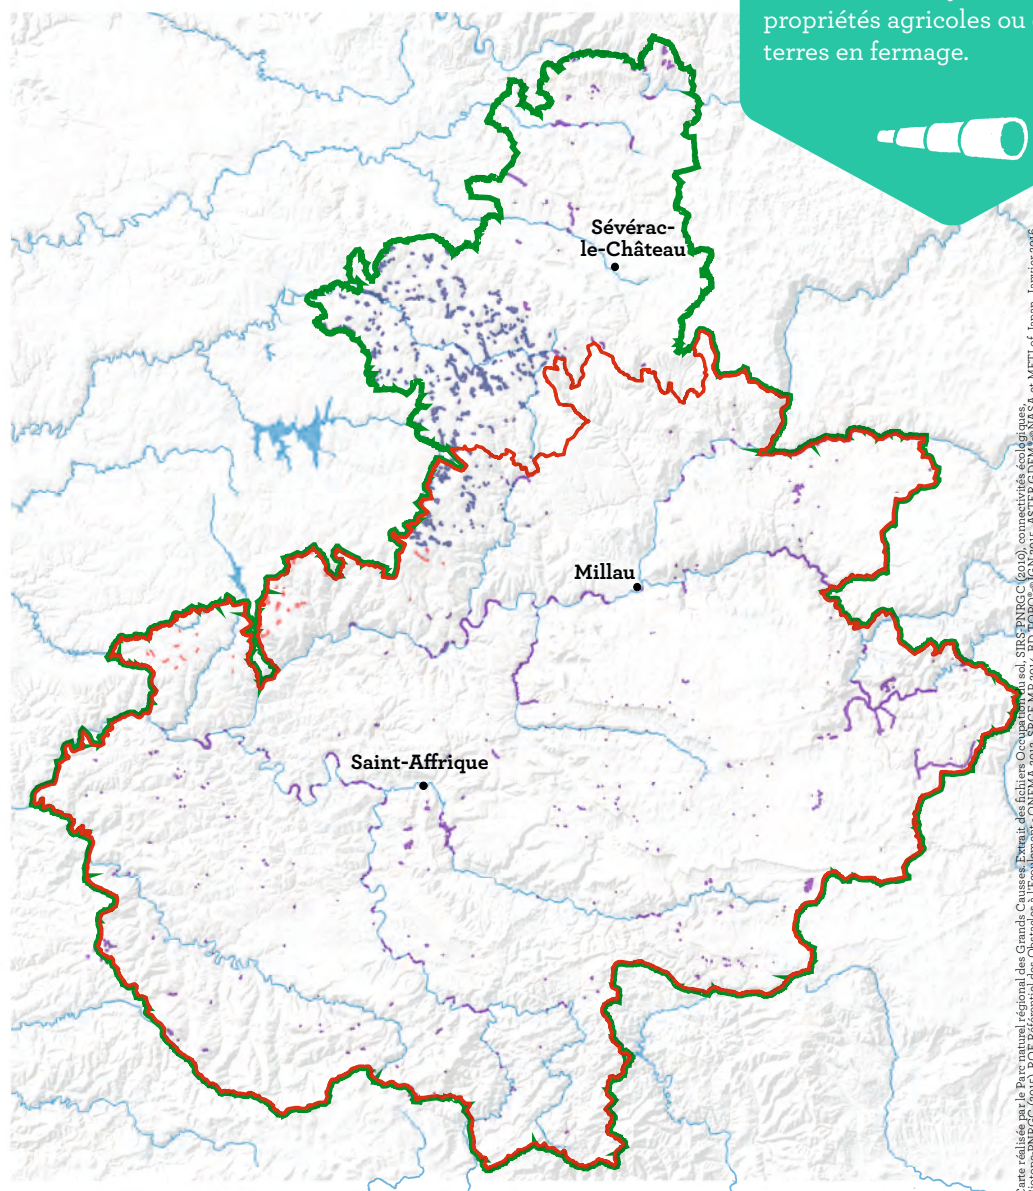 propriétés agricoles ou
terres en fermage.
Sévérac-
le-Château
Millau
Saint-Affrique
Carte réalisée par le Parc naturel régional des Grands Causses. Extrait des fichiers Occupation du sol, SIRS-PNRGC (2010), connectivités écologiques,